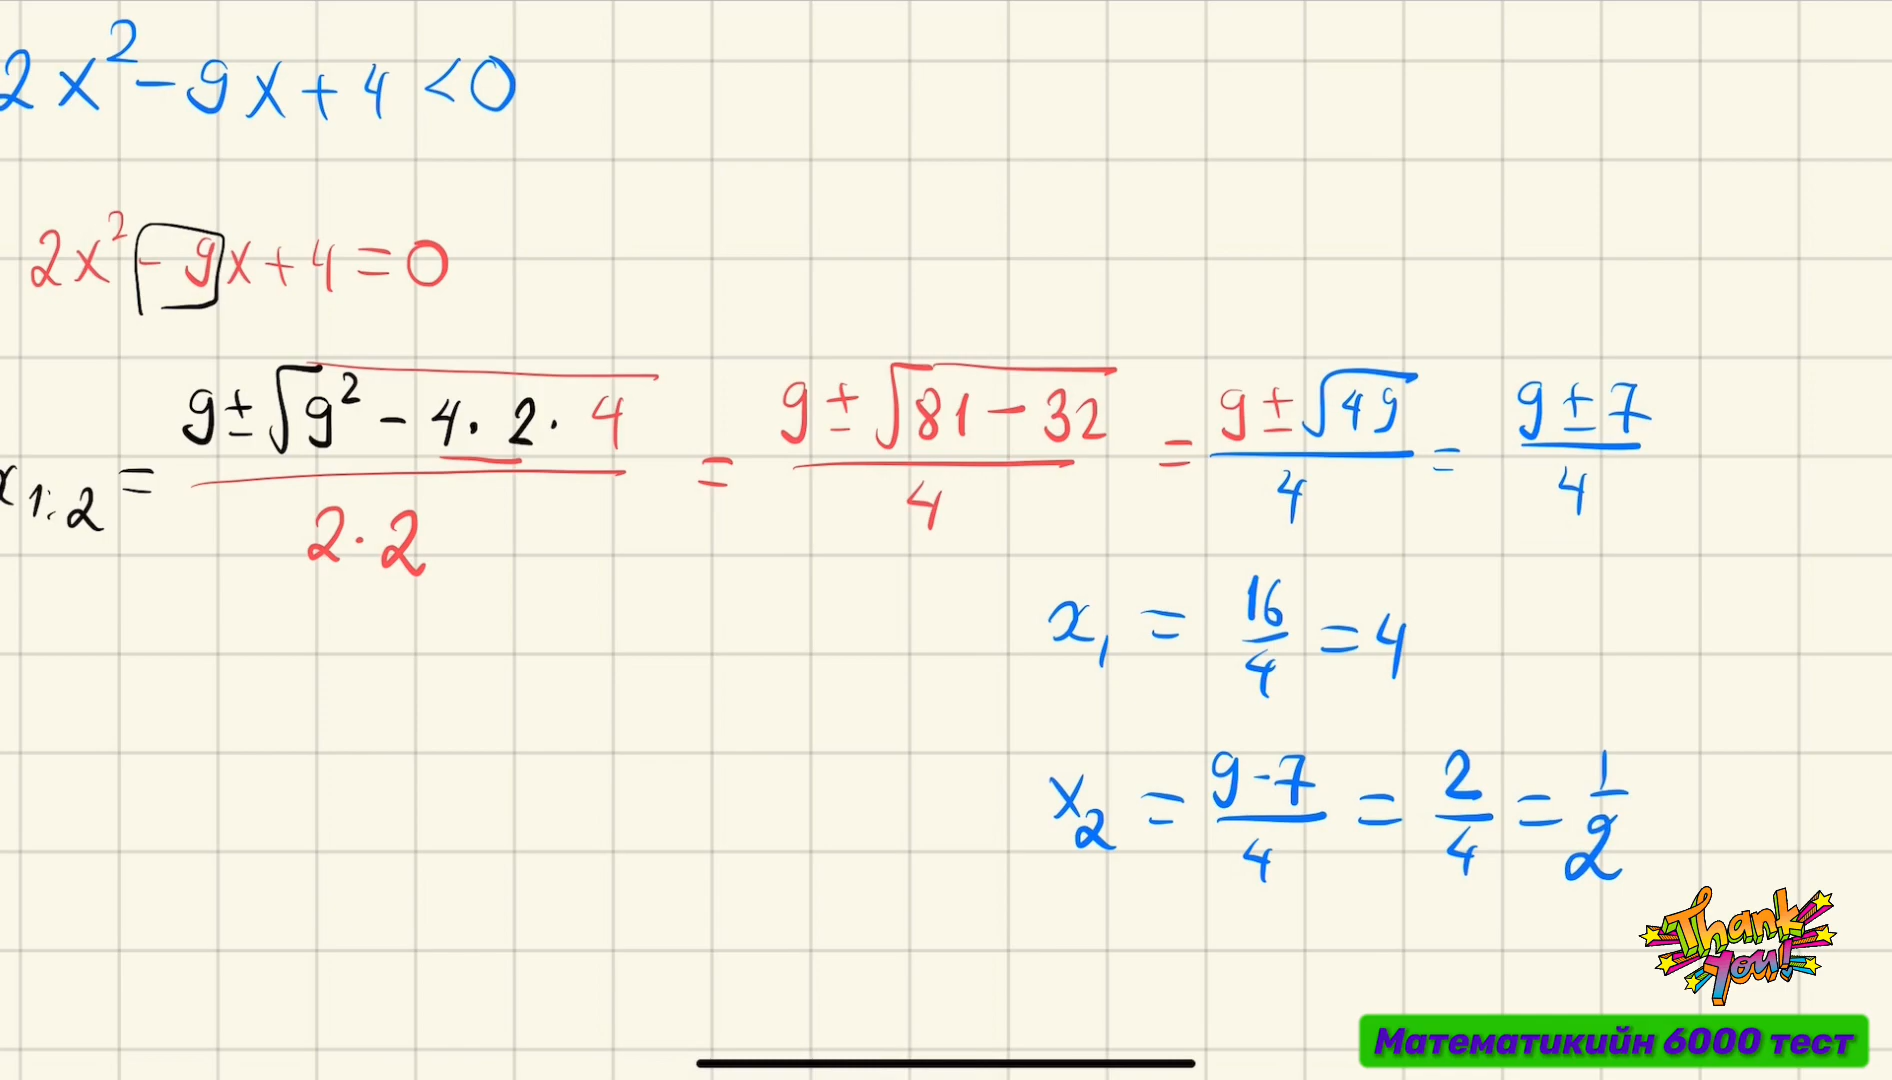 2x² - 9x + 4 < 0
2x² - 9x + 4 = 0
x₁:₂ = (9 ± √(9² - 4 · 2 · 4))/(2 · 2) = (9 ± √(81 - 32))/4 = (9 ± √49)/4 = (9 ± 7)/4
x₁ = 16/4 = 4
x₂ = (9 - 7)/4 = 2/4 = 1/2
Thank
You!
Математикийн 6000 тест